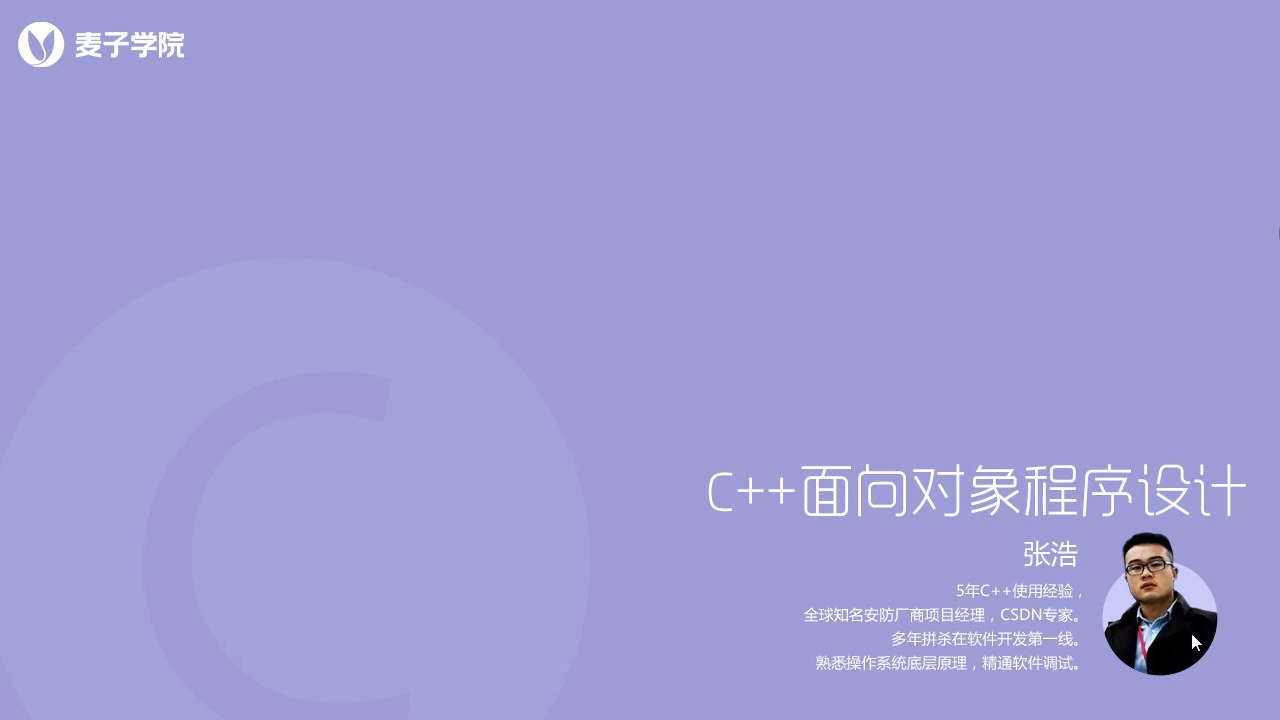 麦子学院
C++面向对象程序设计
张浩
5年C++使用经验，
全球知名安防厂商项目经理，CSDN专家。
多年拼杀在软件开发第一线。
熟悉操作系统底层原理，精通软件调试。